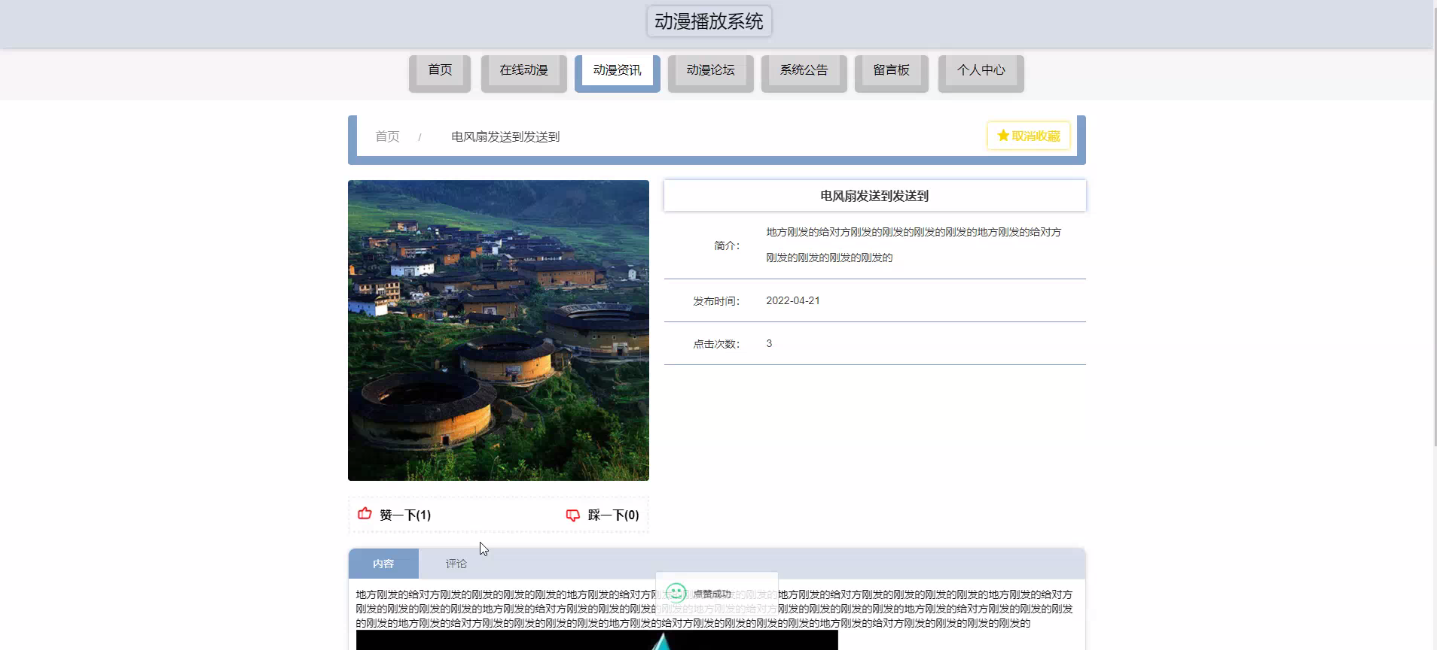 动漫播放系统
首页 在线动漫 动漫资讯 动漫论坛 系统公告 留言板 个人中心
首页 / 电风扇发送到发送到
取消收藏
电风扇发送到发送到
简介: 地方刚发的给对方刚发的刚发的刚发的刚发的地方刚发的给对方
刚发的刚发的刚发的刚发的
发布时间: 2022-04-21
点击次数: 3
赞一下(1) 踩一下(0)
内容 评论
点赞成功
地方刚发的给对方刚发的刚发的刚发的刚发的地方刚发的给对方刚 刚发的地方刚发的给对方刚发的刚发的刚发的刚发的地方刚发的给对方
刚发的刚发的刚发的刚发的地方刚发的给对方刚发的刚发的刚发的刚发的地方刚发的给对方刚发的刚发的刚发的刚发的地方刚发的给对方刚发的刚发的刚发
的刚发的地方刚发的给对方刚发的刚发的刚发的刚发的地方刚发的给对方刚发的刚发的刚发的刚发的地方刚发的给对方刚发的刚发的刚发的刚发的